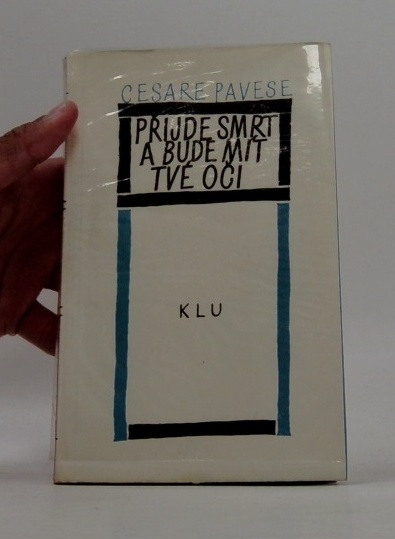 CESARE PAVESE
PŘIJDE SMRT
A BUDE MÍT
TVÉ OČI
KLU